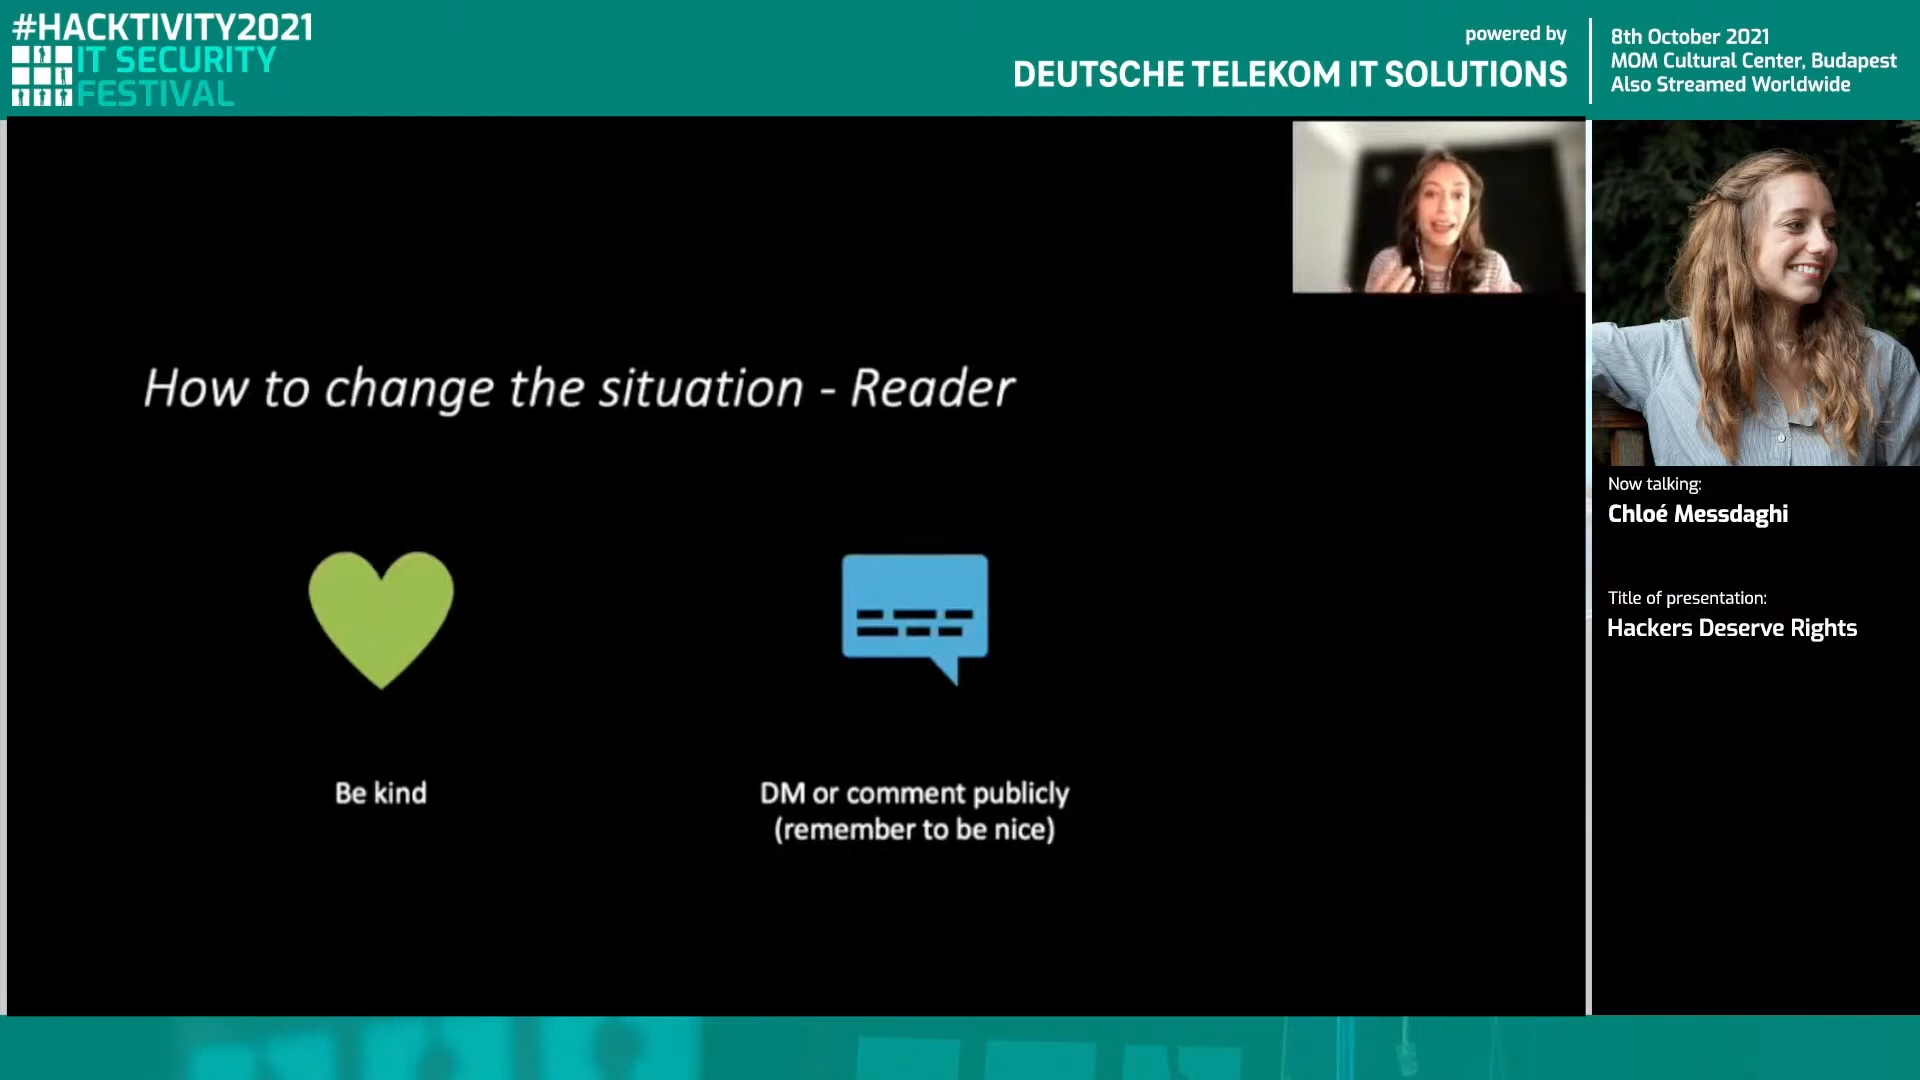 #HACKTIVITY2021
IT SECURITY
FESTIVAL
powered by
DEUTSCHE TELEKOM IT SOLUTIONS
8th October 2021
MOM Cultural Center, Budapest
Also Streamed Worldwide
How to change the situation - Reader
Be kind
DM or comment publicly
(remember to be nice)
Now talking:
Chloé Messdaghi
Title of presentation:
Hackers Deserve Rights